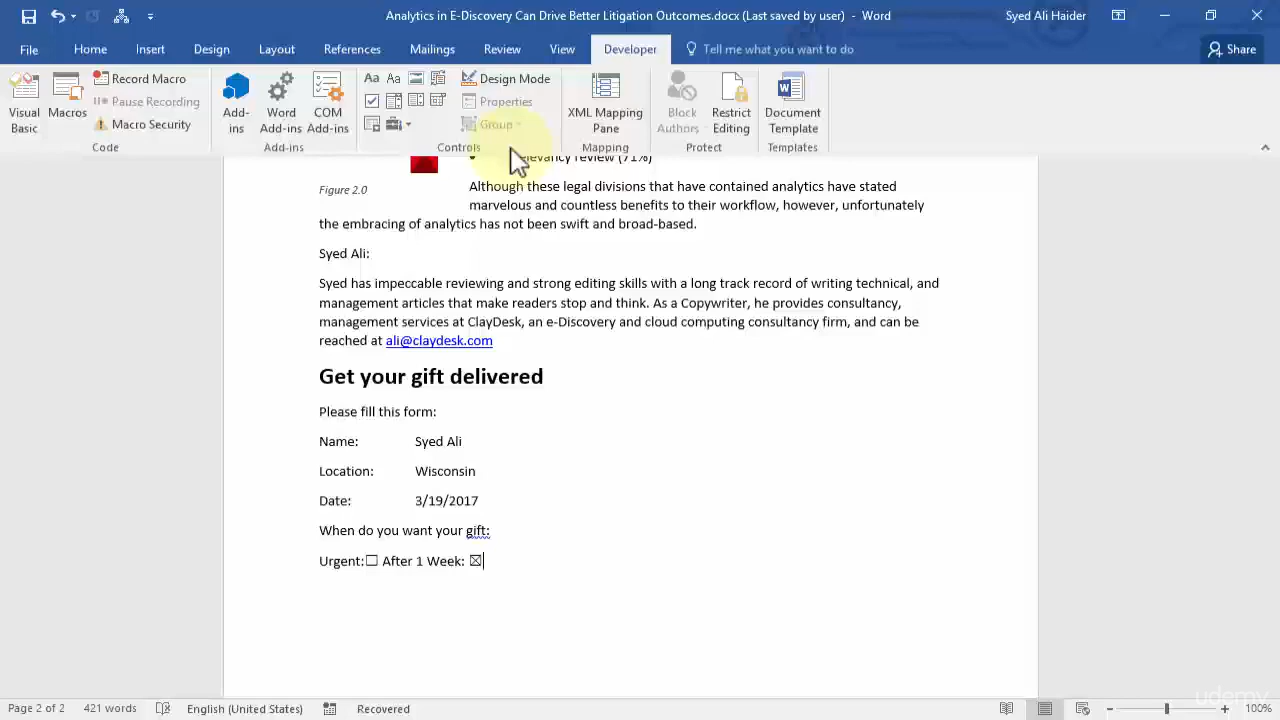 Analytics in E-Discovery Can Drive Better Litigation Outcomes.docx (Last saved by user) - Word
Syed Ali Haider
File Home Insert Design Layout References Mailings Review View Developer Tell me what you want to do Share
Visual Basic
Macros
Record Macro
Pause Recording
Macro Security
Code
Add-ins
Word Add-ins
COM Add-ins
Add-ins
Aa Aa
Design Mode
Properties
Group
Controls
XML Mapping Pane
Mapping
Block Authors
Restrict Editing
Protect
Document Template
Templates
review (71%)
Figure 2.0
Although these legal divisions that have contained analytics have stated
marvelous and countless benefits to their workflow, however, unfortunately
the embracing of analytics has not been swift and broad-based.
Syed Ali:
Syed has impeccable reviewing and strong editing skills with a long track record of writing technical, and
management articles that make readers stop and think. As a Copywriter, he provides consultancy,
management services at ClayDesk, an e-Discovery and cloud computing consultancy firm, and can be
reached at ali@claydesk.com
Get your gift delivered
Please fill this form:
Name: Syed Ali
Location: Wisconsin
Date: 3/19/2017
When do you want your gift:
Urgent:☐ After 1 Week: ☒
udemy
Page 2 of 2 421 words English (United States) Recovered 100%